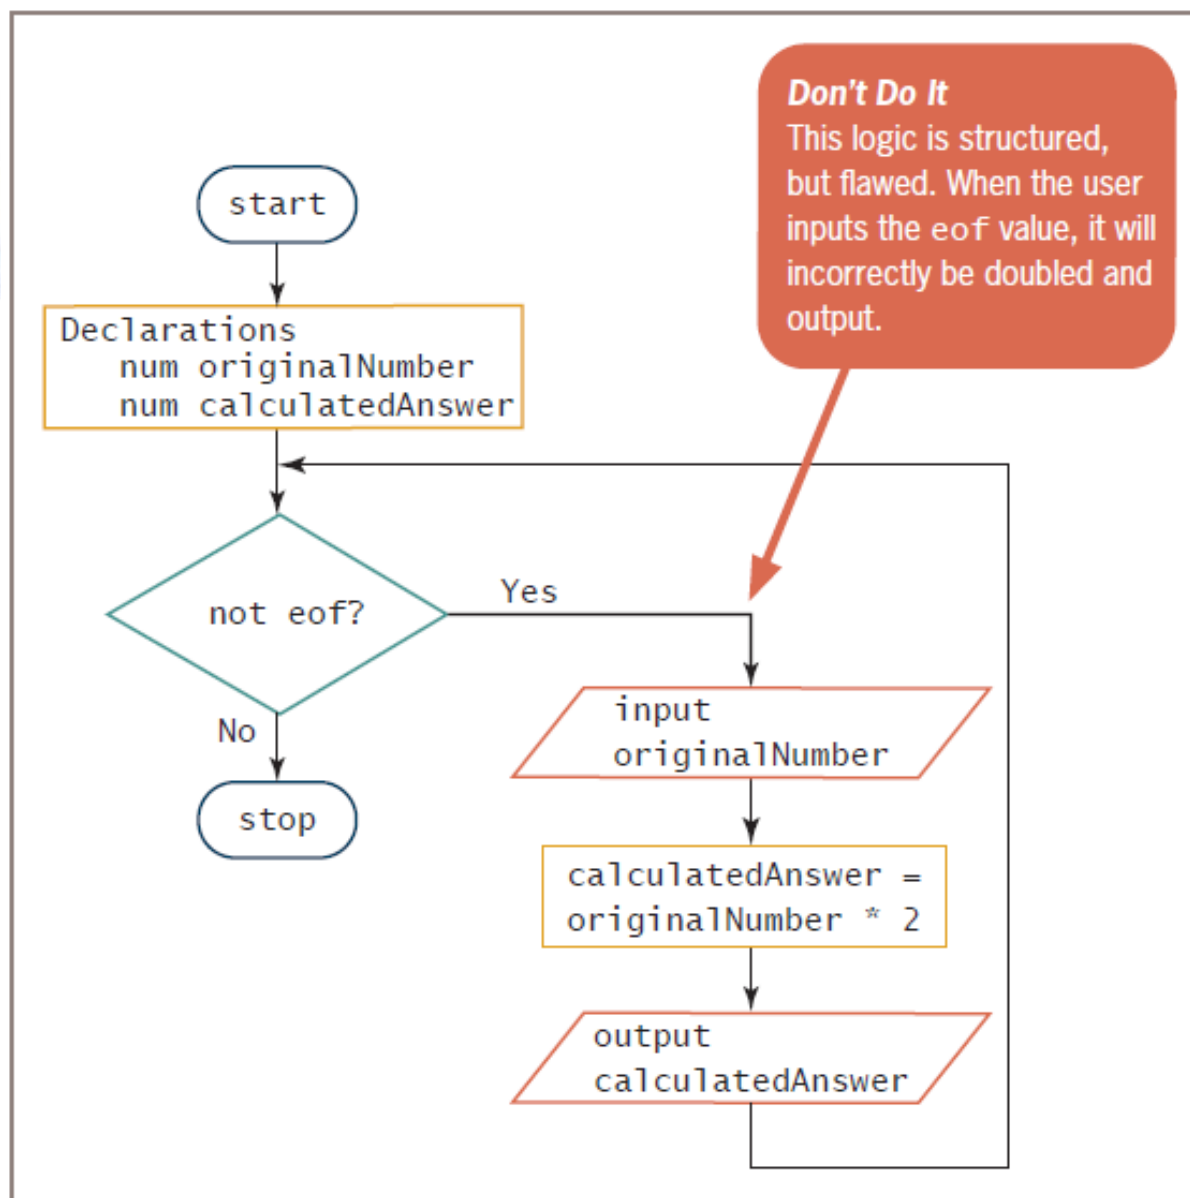 Don't Do It
This logic is structured,
but flawed. When the user
inputs the eof value, it will
incorrectly be doubled and
output.
start
Declarations
num originalNumber
num calculatedAnswer
not eof?
Yes
No
stop
input
originalNumber
calculatedAnswer =
originalNumber * 2
output
calculatedAnswer